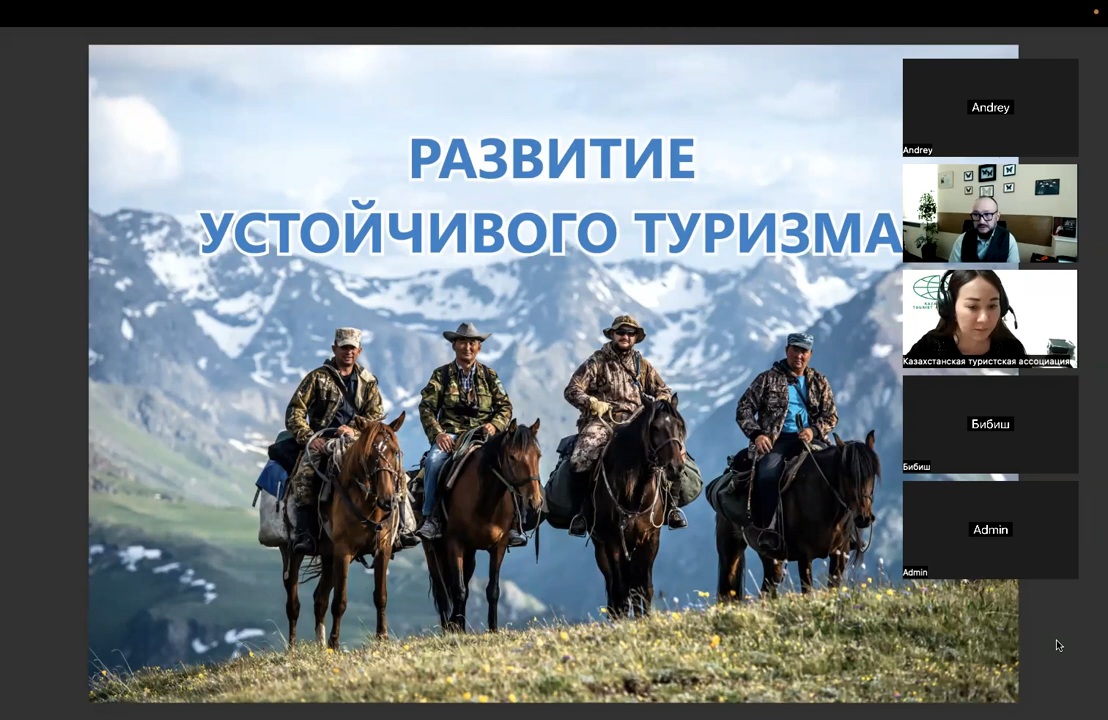 РАЗВИТИЕ
УСТОЙЧИВОГО ТУРИЗМА
Andrey
Andrey
Казахстанская туристская ассоциация
Бибиш
Бибиш
Admin
Admin